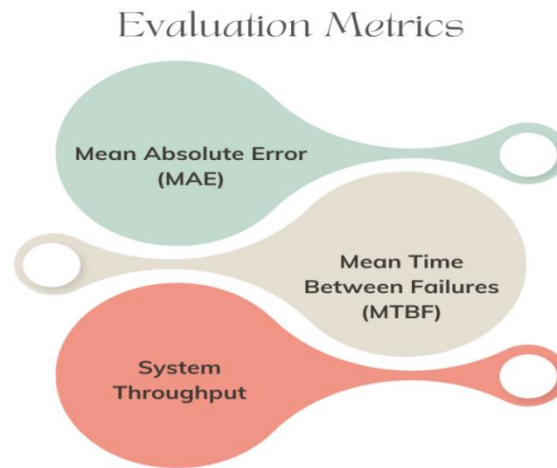 Evaluation Metrics
Mean Absolute Error
(MAE)
Mean Time
Between Failures
(MTBF)
System
Throughput